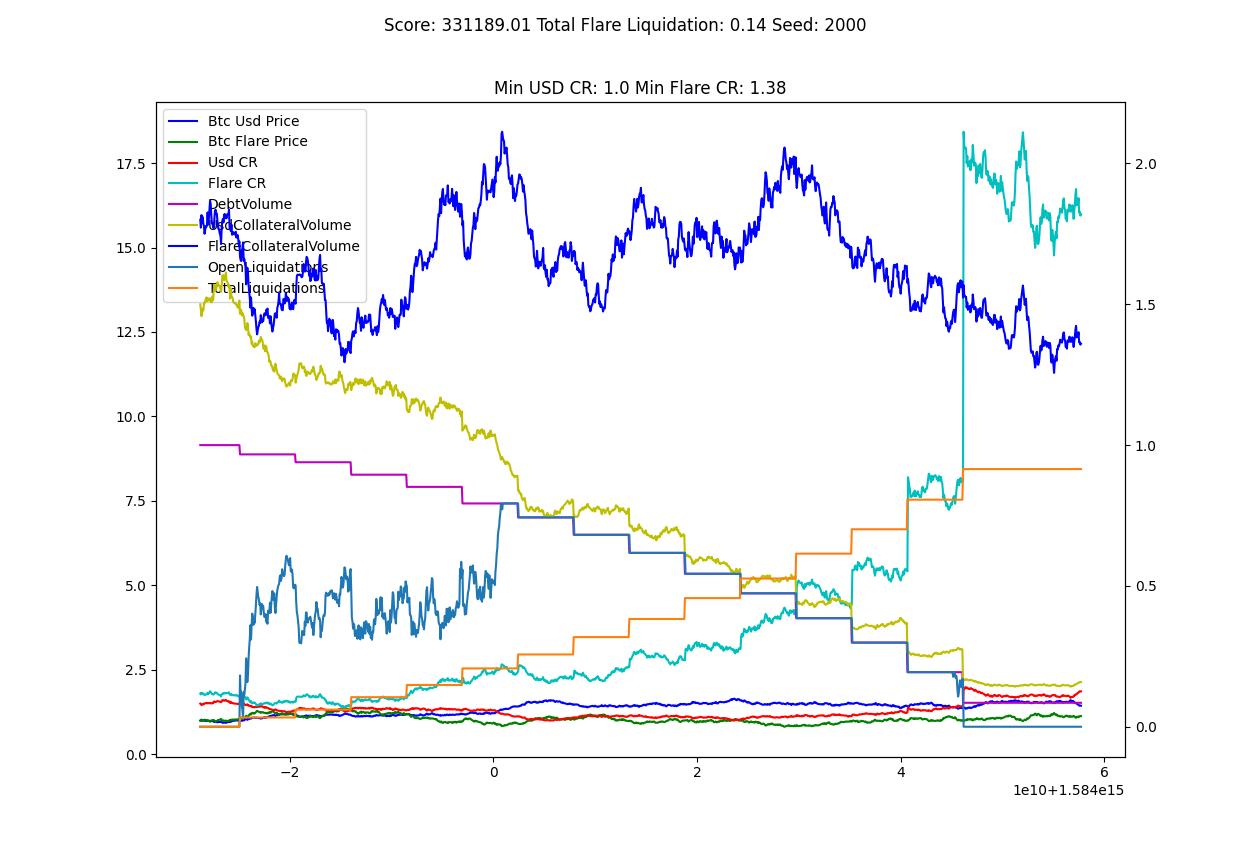 Score: 331189.01 Total Flare Liquidation: 0.14 Seed: 2000
Min USD CR: 1.0 Min Flare CR: 1.38
Btc Usd Price
Btc Flare Price
Usd CR
Flare CR
DebtVolume
UsdCollateralVolume
FlareCollateralVolume
OpenLiquidations
TotalLiquidations
17.5
15.0
12.5
10.0
7.5
5.0
2.5
0.0
2.0
1.5
1.0
0.5
0.0
−2
0
2
4
6
1e10+1.584e15